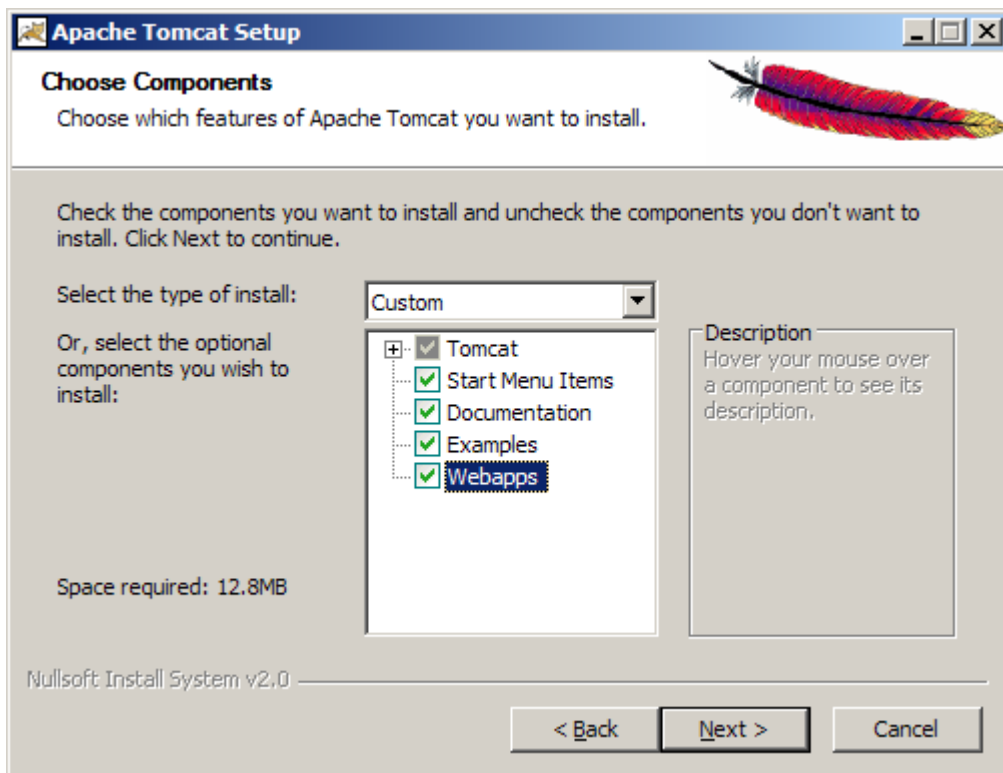 Apache Tomcat Setup
Choose Components
Choose which features of Apache Tomcat you want to install.
Check the components you want to install and uncheck the components you don't want to
install. Click Next to continue.
Select the type of install:
Custom
Or, select the optional
components you wish to
install:
Tomcat
Start Menu Items
Documentation
Examples
Webapps
Description
Hover your mouse over
a component to see its
description.
Space required: 12.8MB
Nullsoft Install System v2.0
< Back
Next >
Cancel